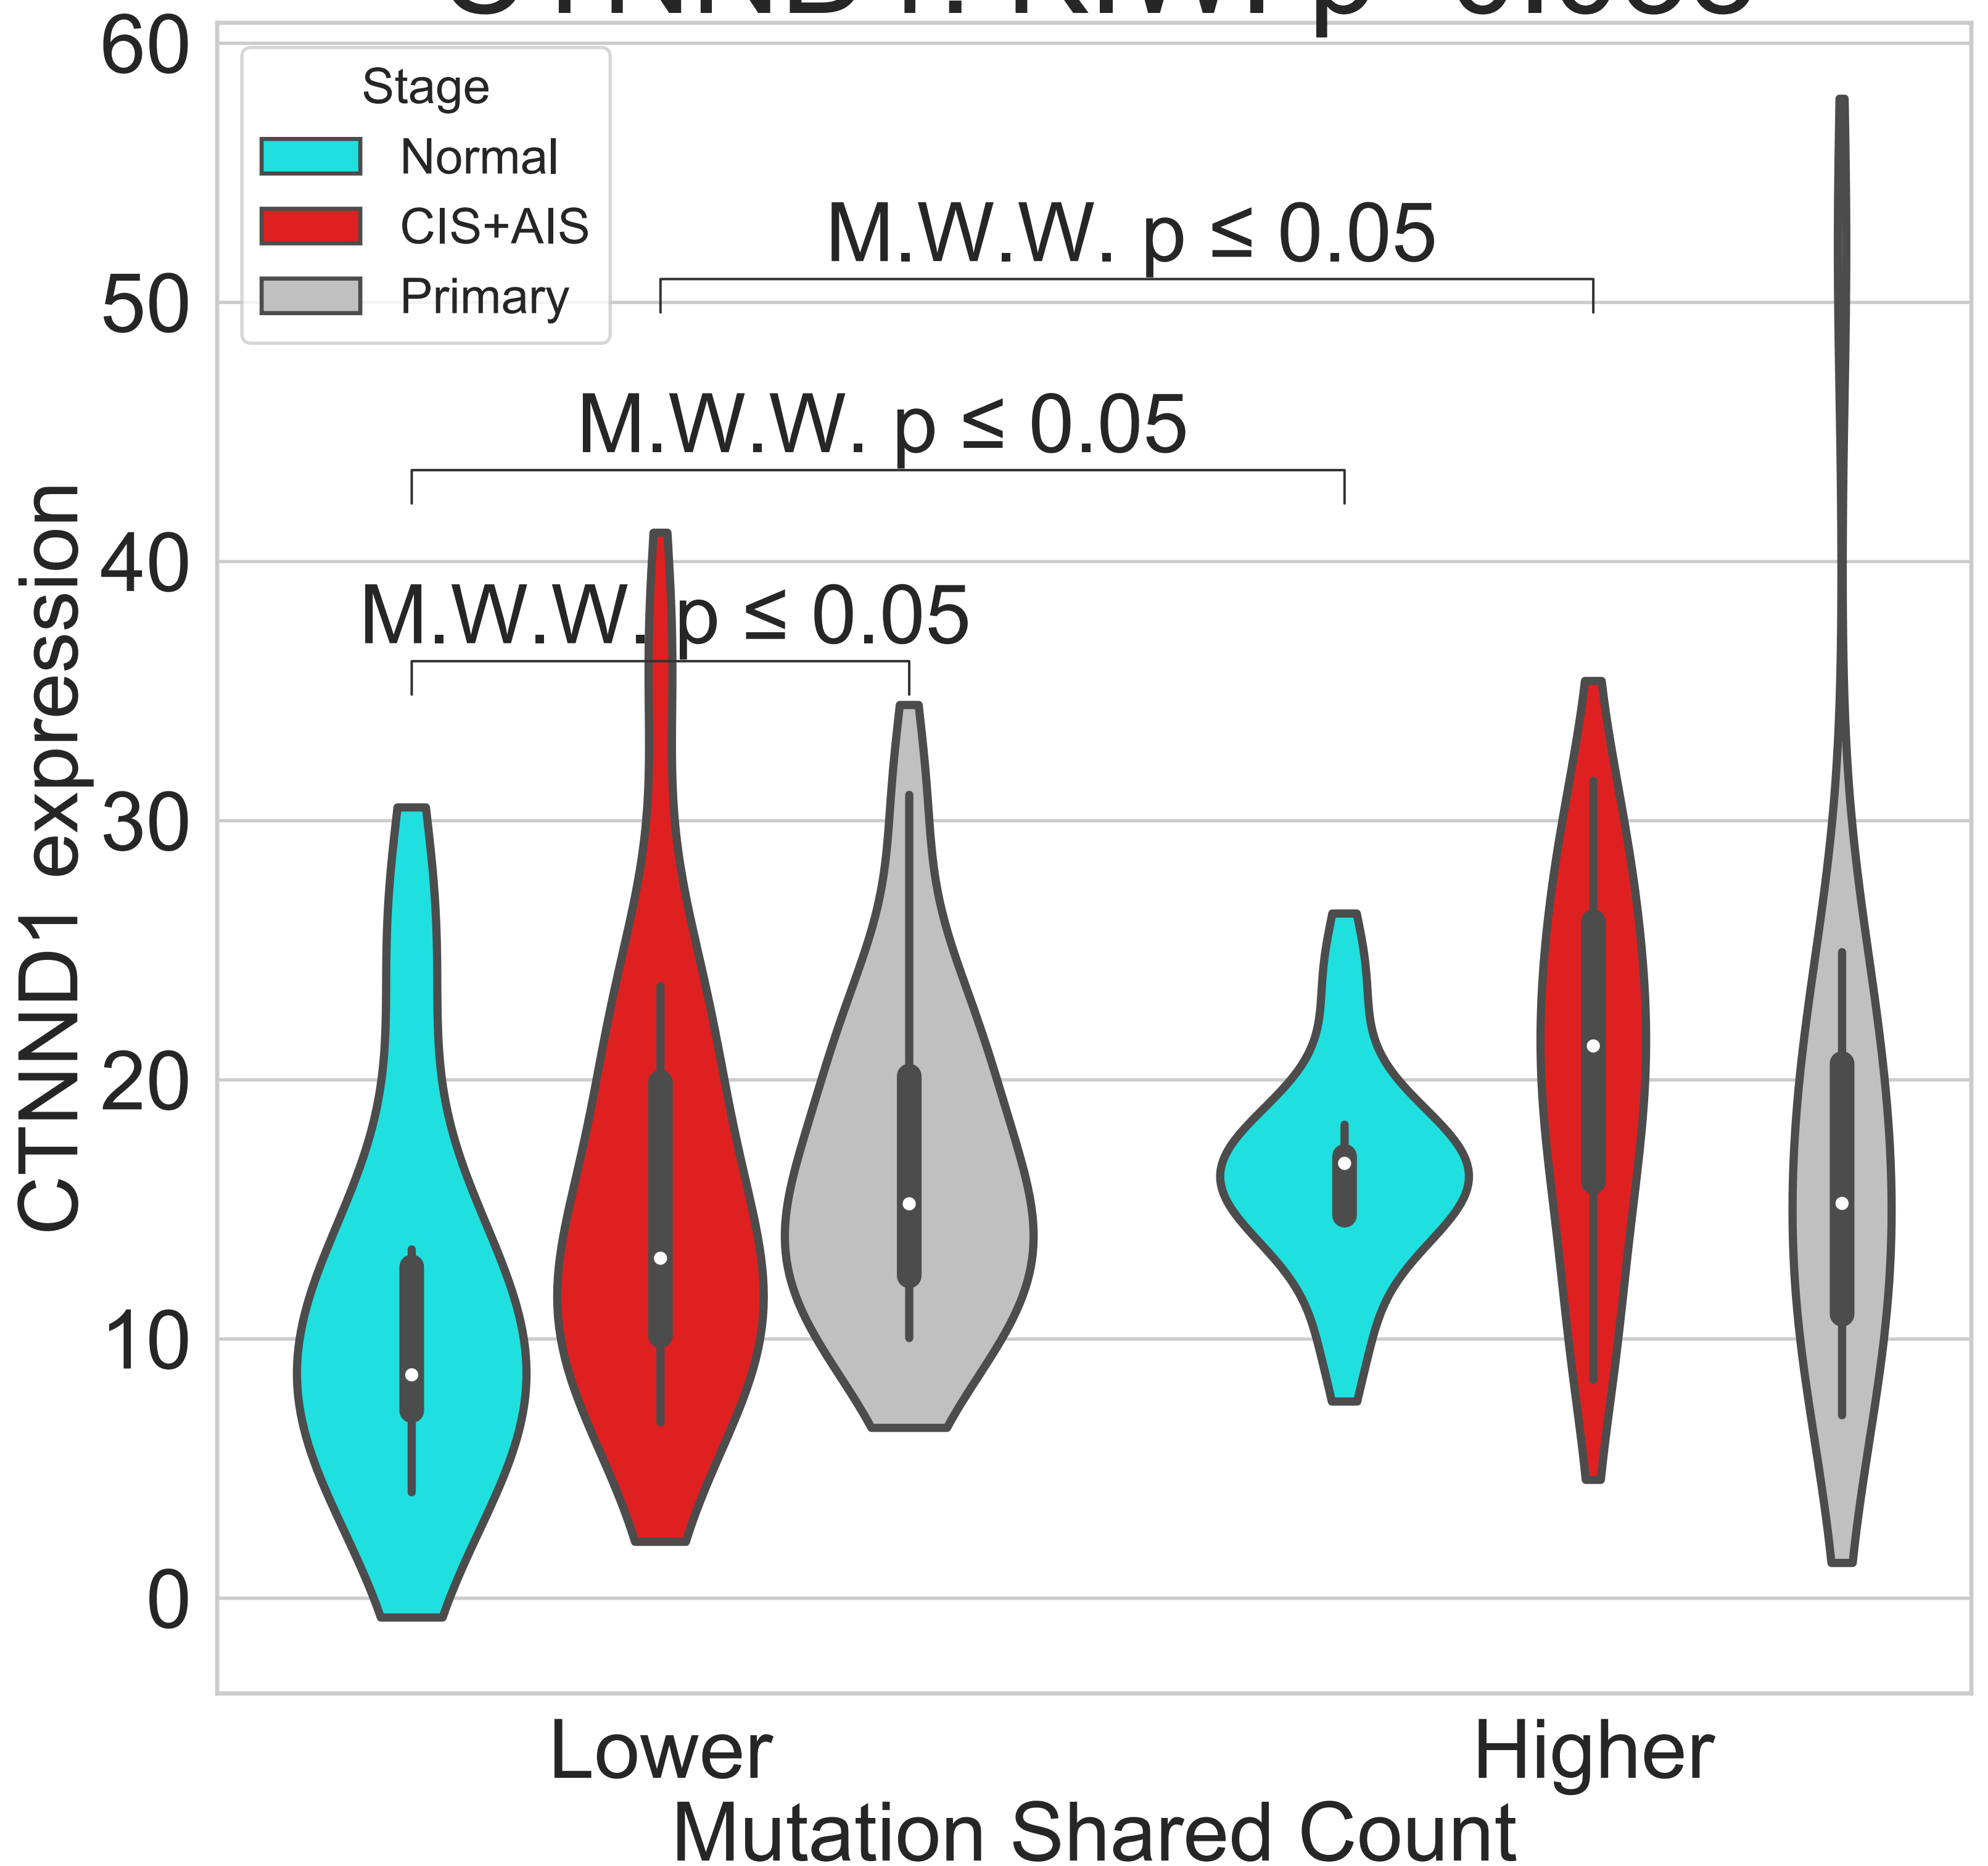 60
50
40
30
20
10
0
CTNND1 expression
Stage
Normal
CIS+AIS
Primary
M.W.W. p ≤ 0.05
M.W.W. p ≤ 0.05
M.W.W. p ≤ 0.05
Lower
Higher
Mutation Shared Count